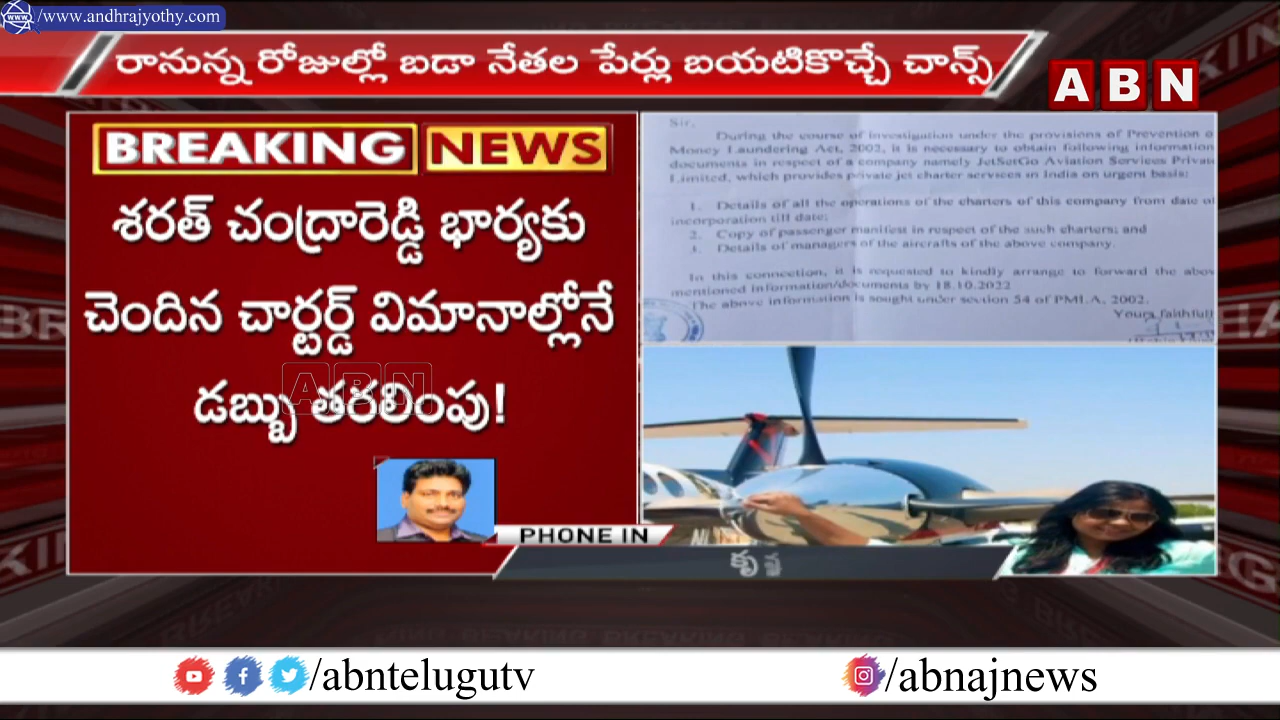 /www.andhrajyothy.com
రానున్న రోజుల్లో బడా నేతల పేర్లు బయటికొచ్చే చాన్స్
ABN
BREAKING NEWS
శరత్ చంద్రారెడ్డి భార్యకు
చెందిన చార్టర్డ్ విమానాల్లోనే
డబ్బు తరలింపు!
ABN
PHONE IN
Sir,
During the course of investigation under the provisions of Prevention o
Money Laundering Act, 2002, it is necessary to obtain following information
documents in respect of a company namely JetSetGo Aviation Services Private
Limited, which provides private jet charter services in India on urgent basis:
1. Details of all the operations of the charters of this company from date of
incorporation till date;
2. Copy of passenger manifest in respect of the such charters; and
3. Details of managers of the aircrafts of the above company.
In this connection, it is requested to kindly arrange to forward the abov
mentioned information/documents by 18.10.2022
The above information is sought under section 54 of PMLA, 2002.
Yours faithfull
/abntelugutv
/abnajnews